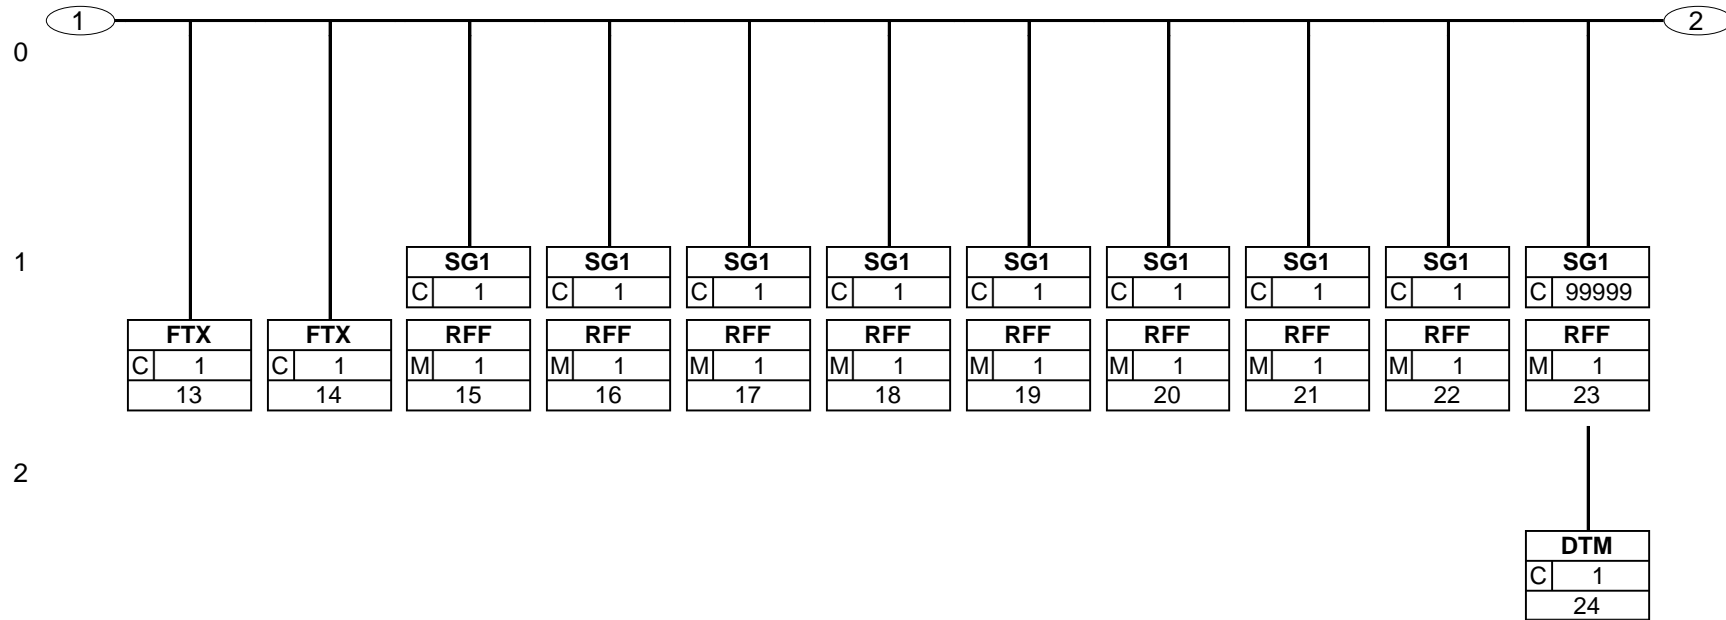 1 2
0
1
SG1 SG1 SG1 SG1 SG1 SG1 SG1 SG1 SG1
C 1 C 1 C 1 C 1 C 1 C 1 C 1 C 1 C 99999
FTX FTX RFF RFF RFF RFF RFF RFF RFF RFF RFF
C 1 C 1 M 1 M 1 M 1 M 1 M 1 M 1 M 1 M 1 M 1
13 14 15 16 17 18 19 20 21 22 23
2
DTM
C 1
24